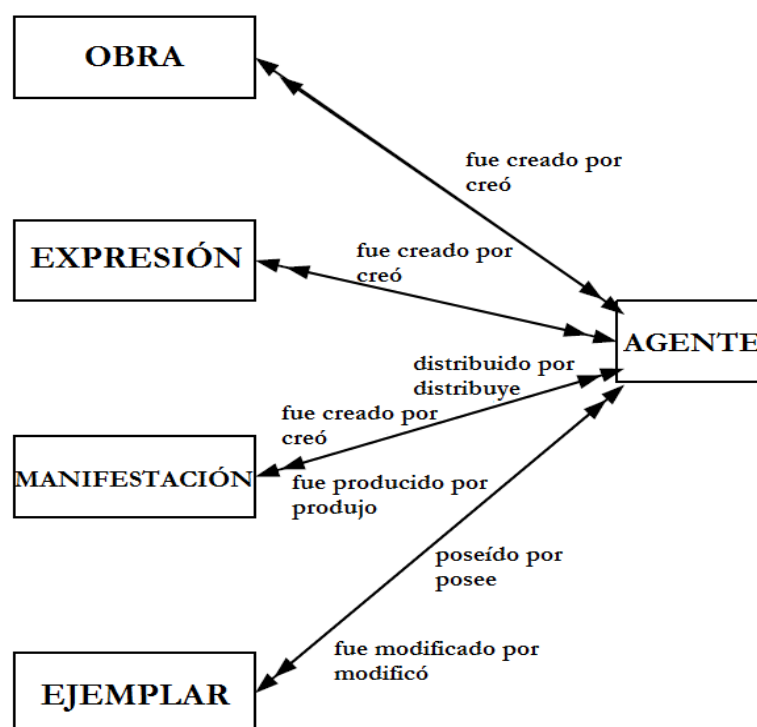 OBRA
fue creado por
creó
EXPRESIÓN
fue creado por
creó
AGENTE
distribuido por
distribuye
fue creado por
creó
MANIFESTACIÓN
fue producido por
produjo
poseído por
posee
fue modificado por
modificó
EJEMPLAR